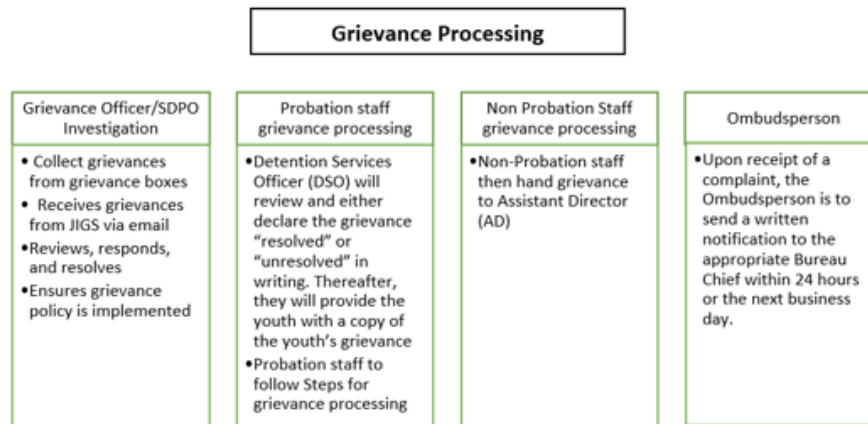 Grievance Processing
Grievance Officer/SDPO
Investigation
• Collect grievances
from grievance boxes
• Receives grievances
from JIGS via email
•Reviews, responds,
and resolves
•Ensures grievance
policy is implemented
Probation staff
grievance processing
•Detention Services
Officer (DSO) will
review and either
declare the grievance
“resolved” or
“unresolved” in
writing. Thereafter,
they will provide the
youth with a copy of
the youth’s grievance
•Probation staff to
follow Steps for
grievance processing
Non Probation Staff
grievance processing
•Non-Probation staff
then hand grievance
to Assistant Director
(AD)
Ombudsperson
•Upon receipt of a
complaint, the
Ombudsperson is to
send a written
notification to the
appropriate Bureau
Chief within 24 hours
or the next business
day.